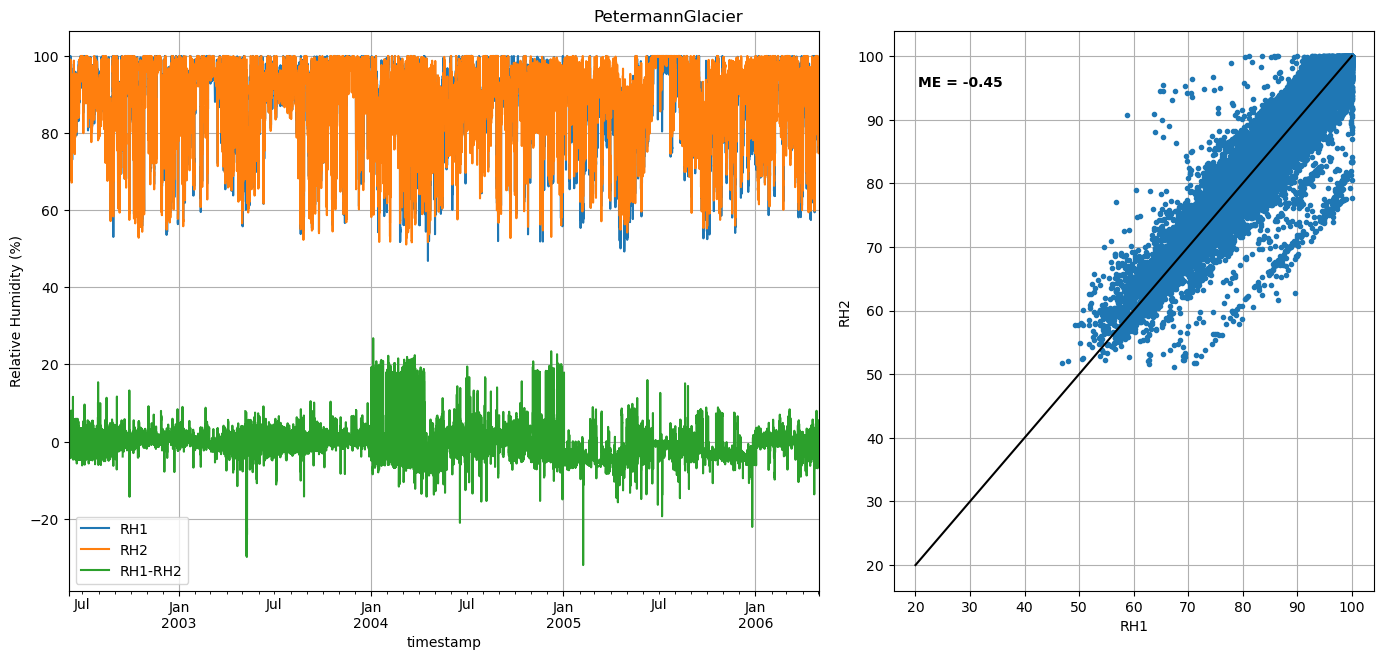 PetermannGlacier
Relative Humidity (%)
100
80
60
40
20
0
−20
RH1
RH2
RH1-RH2
Jul
Jan
2003
Jul
Jan
2004
Jul
Jan
2005
Jul
Jan
2006
timestamp
ME = -0.45
RH2
100
90
80
70
60
50
40
30
20
20 30 40 50 60 70 80 90 100
RH1